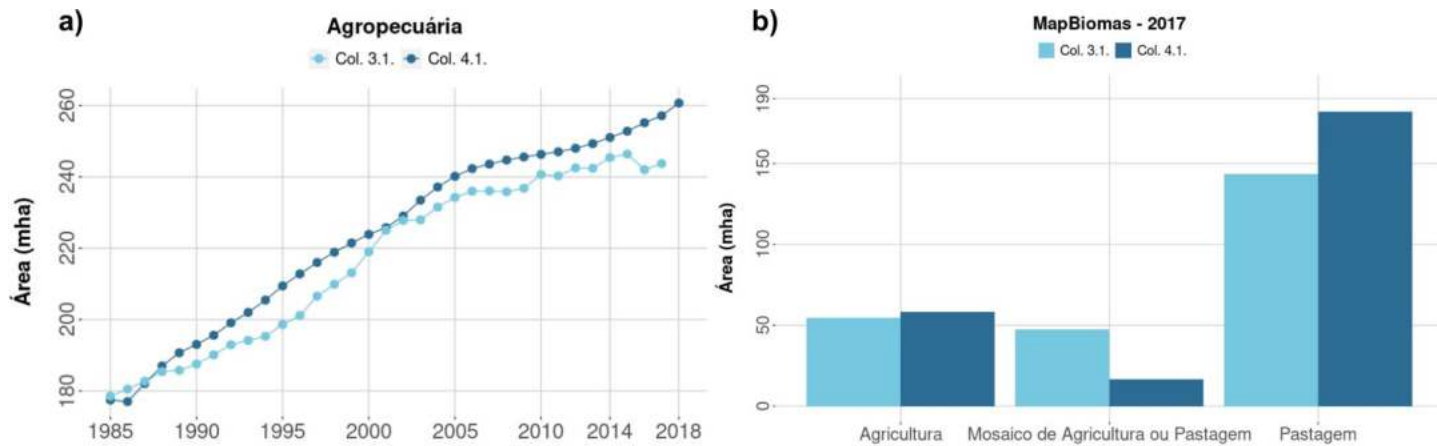 a)
Agropecuária
Col. 3.1. Col. 4.1.
Área (mha)
260
240
220
200
180
1985 1990 1995 2000 2005 2010 2014 2018
b)
MapBiomas - 2017
Col. 3.1. Col. 4.1.
Área (mha)
190
150
100
50
0
Agricultura Mosaico de Agricultura ou Pastagem Pastagem